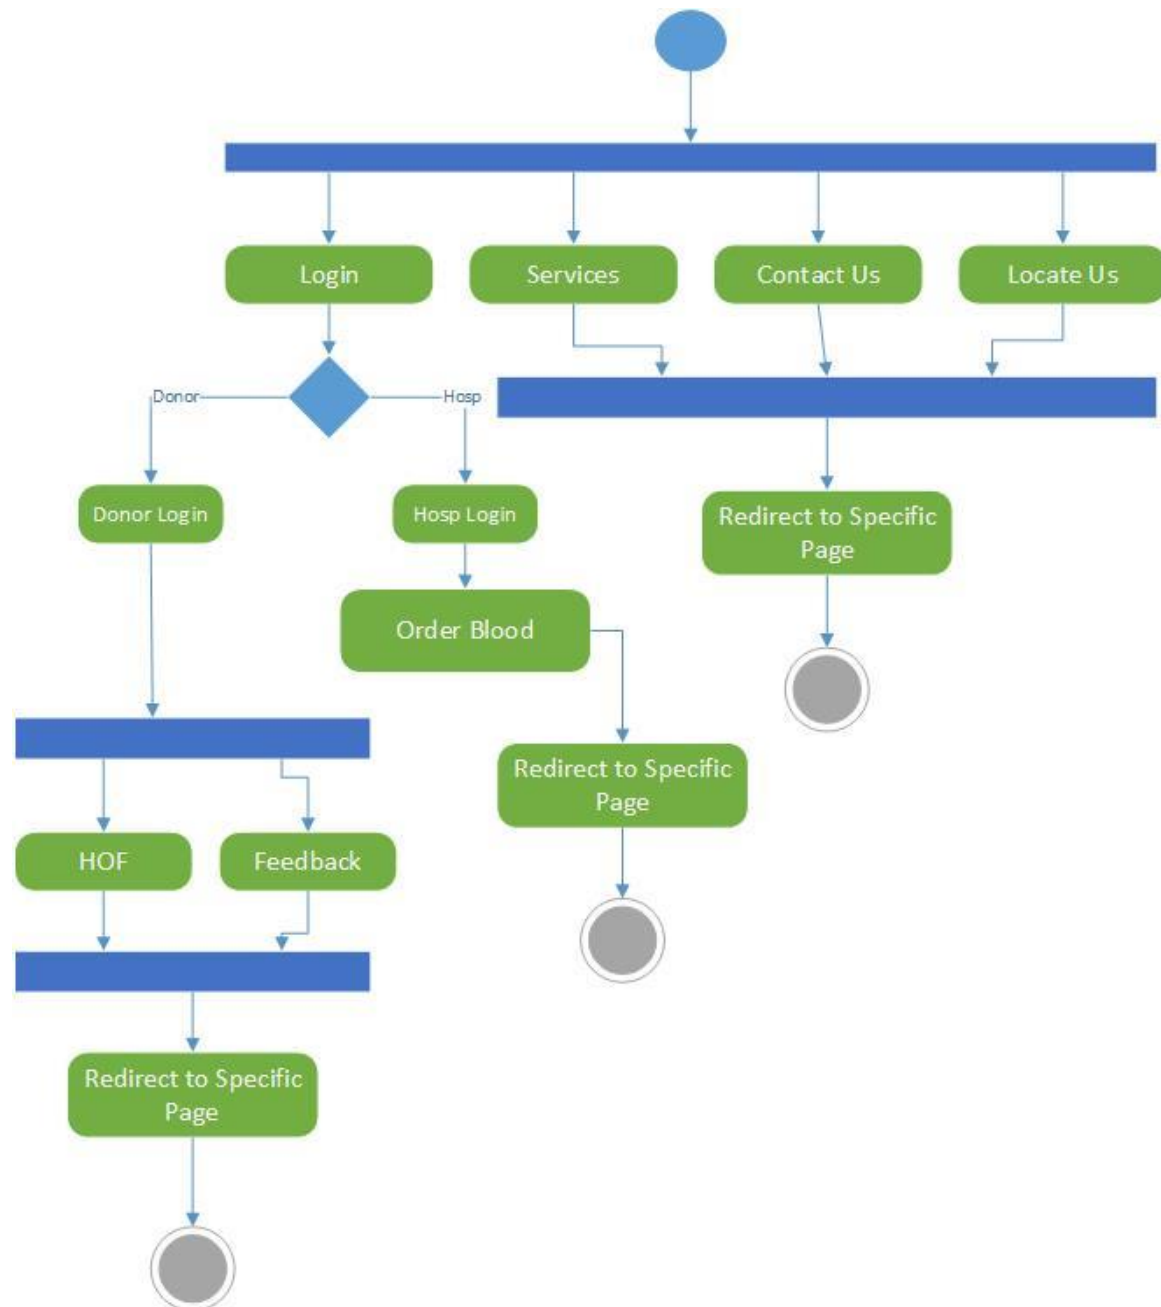 Login
Services
Contact Us
Locate Us
Donor
Hosp
Donor Login
Hosp Login
Redirect to Specific
Page
Order Blood
Redirect to Specific
Page
HOF
Feedback
Redirect to Specific
Page